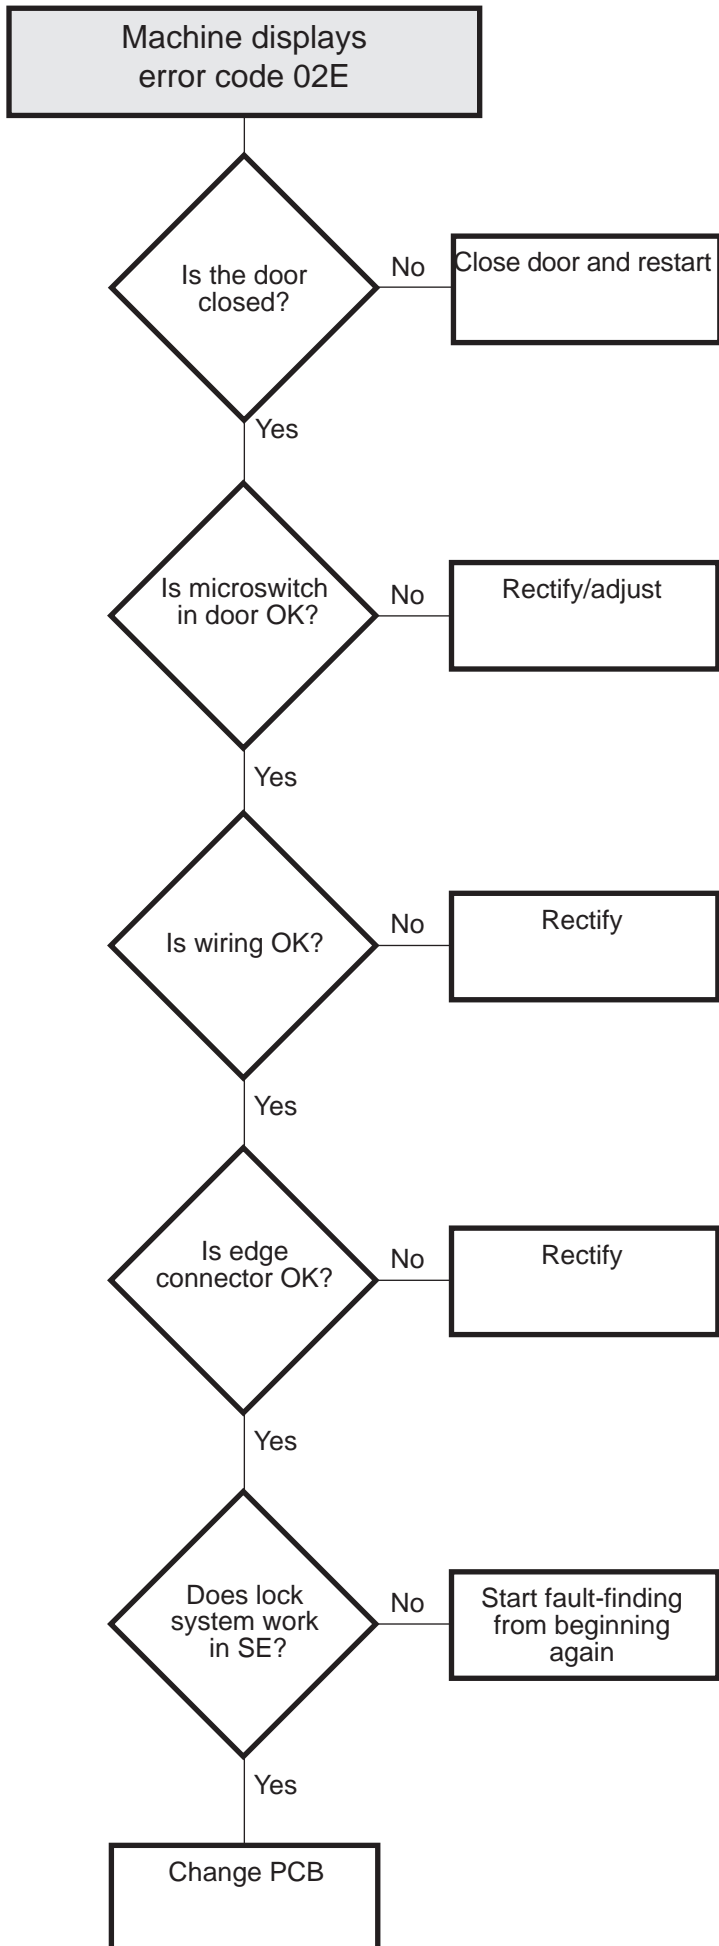 Machine displays
error code 02E
Is the door
closed?
No
Close door and restart
Yes
Is microswitch
in door OK?
No
Rectify/adjust
Yes
Is wiring OK?
No
Rectify
Yes
Is edge
connector OK?
No
Rectify
Yes
Does lock
system work
in SE?
No
Start fault-finding
from beginning
again
Yes
Change PCB